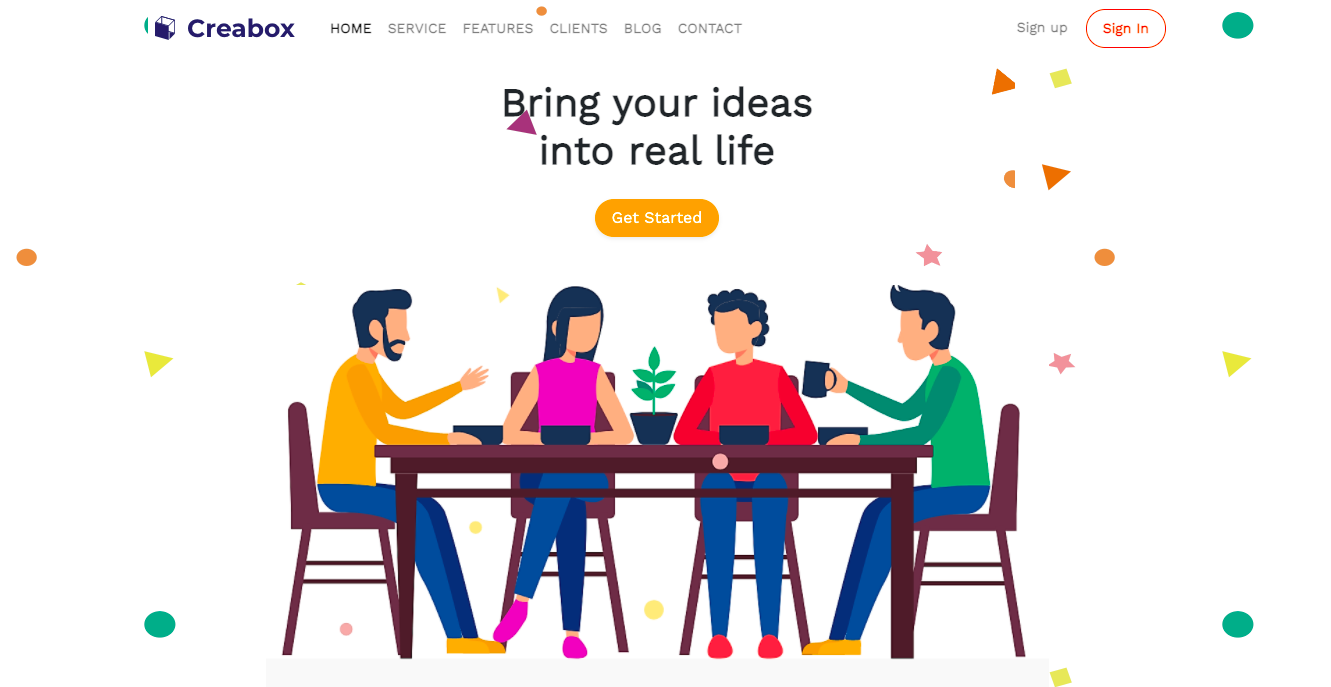 Creabox HOME SERVICE FEATURES CLIENTS BLOG CONTACT Sign up Sign In
Bring your ideas
into real life
Get Started